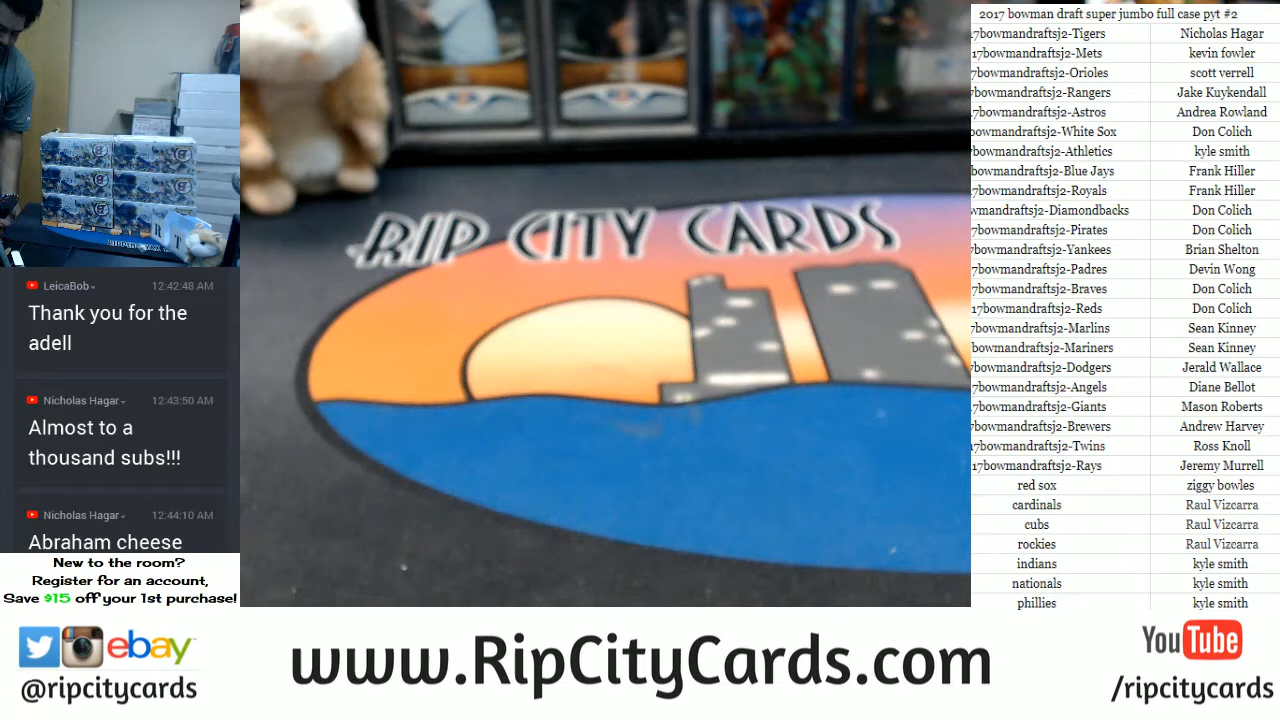 LeicaBob 12:42:48 AM
Thank you for the
adell
Nicholas Hagar 12:43:50 AM
Almost to a
thousand subs!!!
Nicholas Hagar 12:44:10 AM
Abraham cheese
New to the room?
Register for an account,
Save $15 off your 1st purchase!
RIP CITY CARDS
2017 bowman draft super jumbo full case pyt #2
17bowmandraftsj2-Tigers Nicholas Hagar
17bowmandraftsj2-Mets kevin fowler
7bowmandraftsj2-Orioles scott verrell
7bowmandraftsj2-Rangers Jake Kuykendall
17bowmandraftsj2-Astros Andrea Rowland
bowmandraftsj2-White Sox Don Colich
7bowmandraftsj2-Athletics kyle smith
bowmandraftsj2-Blue Jays Frank Hiller
17bowmandraftsj2-Royals Frank Hiller
wmandraftsj2-Diamondbacks Don Colich
7bowmandraftsj2-Pirates Don Colich
7bowmandraftsj2-Yankees Brian Shelton
7bowmandraftsj2-Padres Devin Wong
7bowmandraftsj2-Braves Don Colich
17bowmandraftsj2-Reds Don Colich
7bowmandraftsj2-Marlins Sean Kinney
bowmandraftsj2-Mariners Sean Kinney
7bowmandraftsj2-Dodgers Jerald Wallace
7bowmandraftsj2-Angels Diane Bellot
17bowmandraftsj2-Giants Mason Roberts
7bowmandraftsj2-Brewers Andrew Harvey
17bowmandraftsj2-Twins Ross Knoll
17bowmandraftsj2-Rays Jeremy Murrell
red sox ziggy bowles
cardinals Raul Vizcarra
cubs Raul Vizcarra
rockies Raul Vizcarra
indians kyle smith
nationals kyle smith
phillies kyle smith
ebay
@ripcitycards
www.RipCityCards.com
YouTube
/ripcitycards